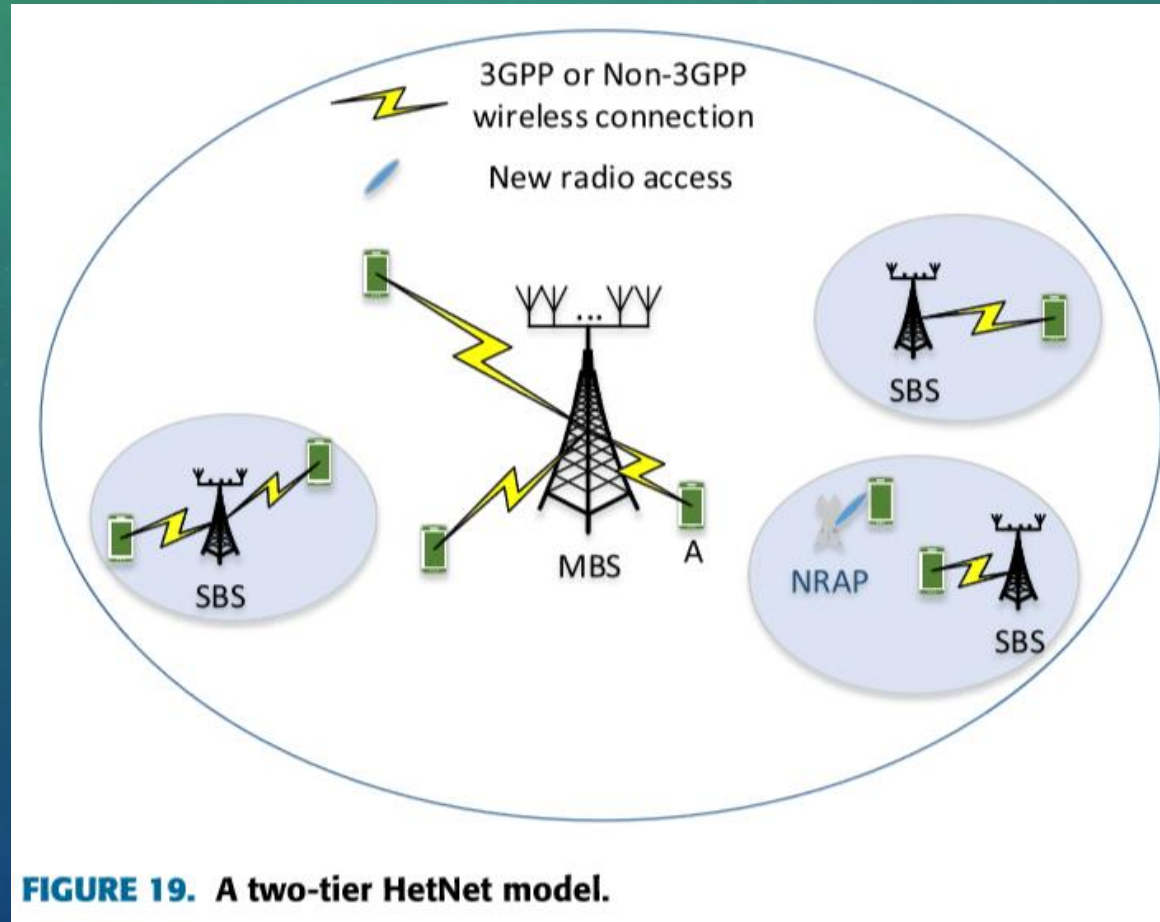 3GPP or Non-3GPP
wireless connection
New radio access
SBS
MBS
A
NRAP
SBS
SBS
FIGURE 19. A two-tier HetNet model.